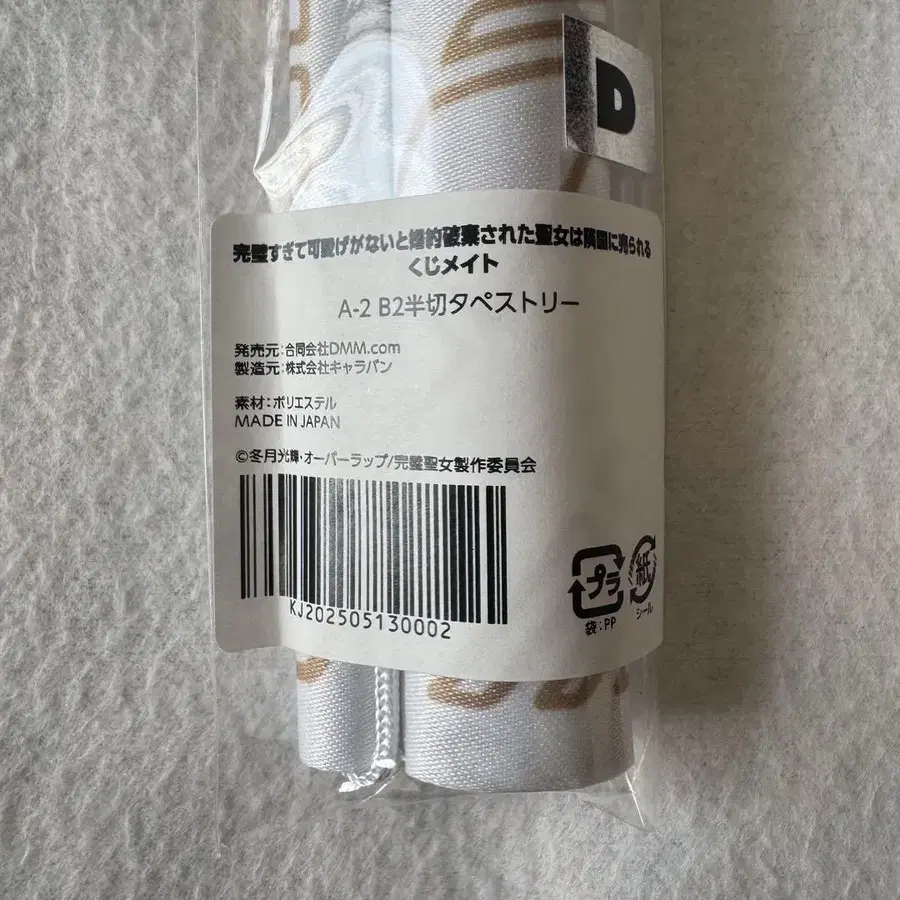 D
完璧すぎて可愛げがないと婚約破棄された聖女は隣国に売られる
くじメイト
A-2 B2半切タペストリー
発売元：合同会社DMM.com
製造元：株式会社キャラバン
素材：ポリエステル
MADE IN JAPAN
©冬月光輝・オーバーラップ/完璧聖女製作委員会
KJ202505130002
プラ
袋：PP
紙
シール